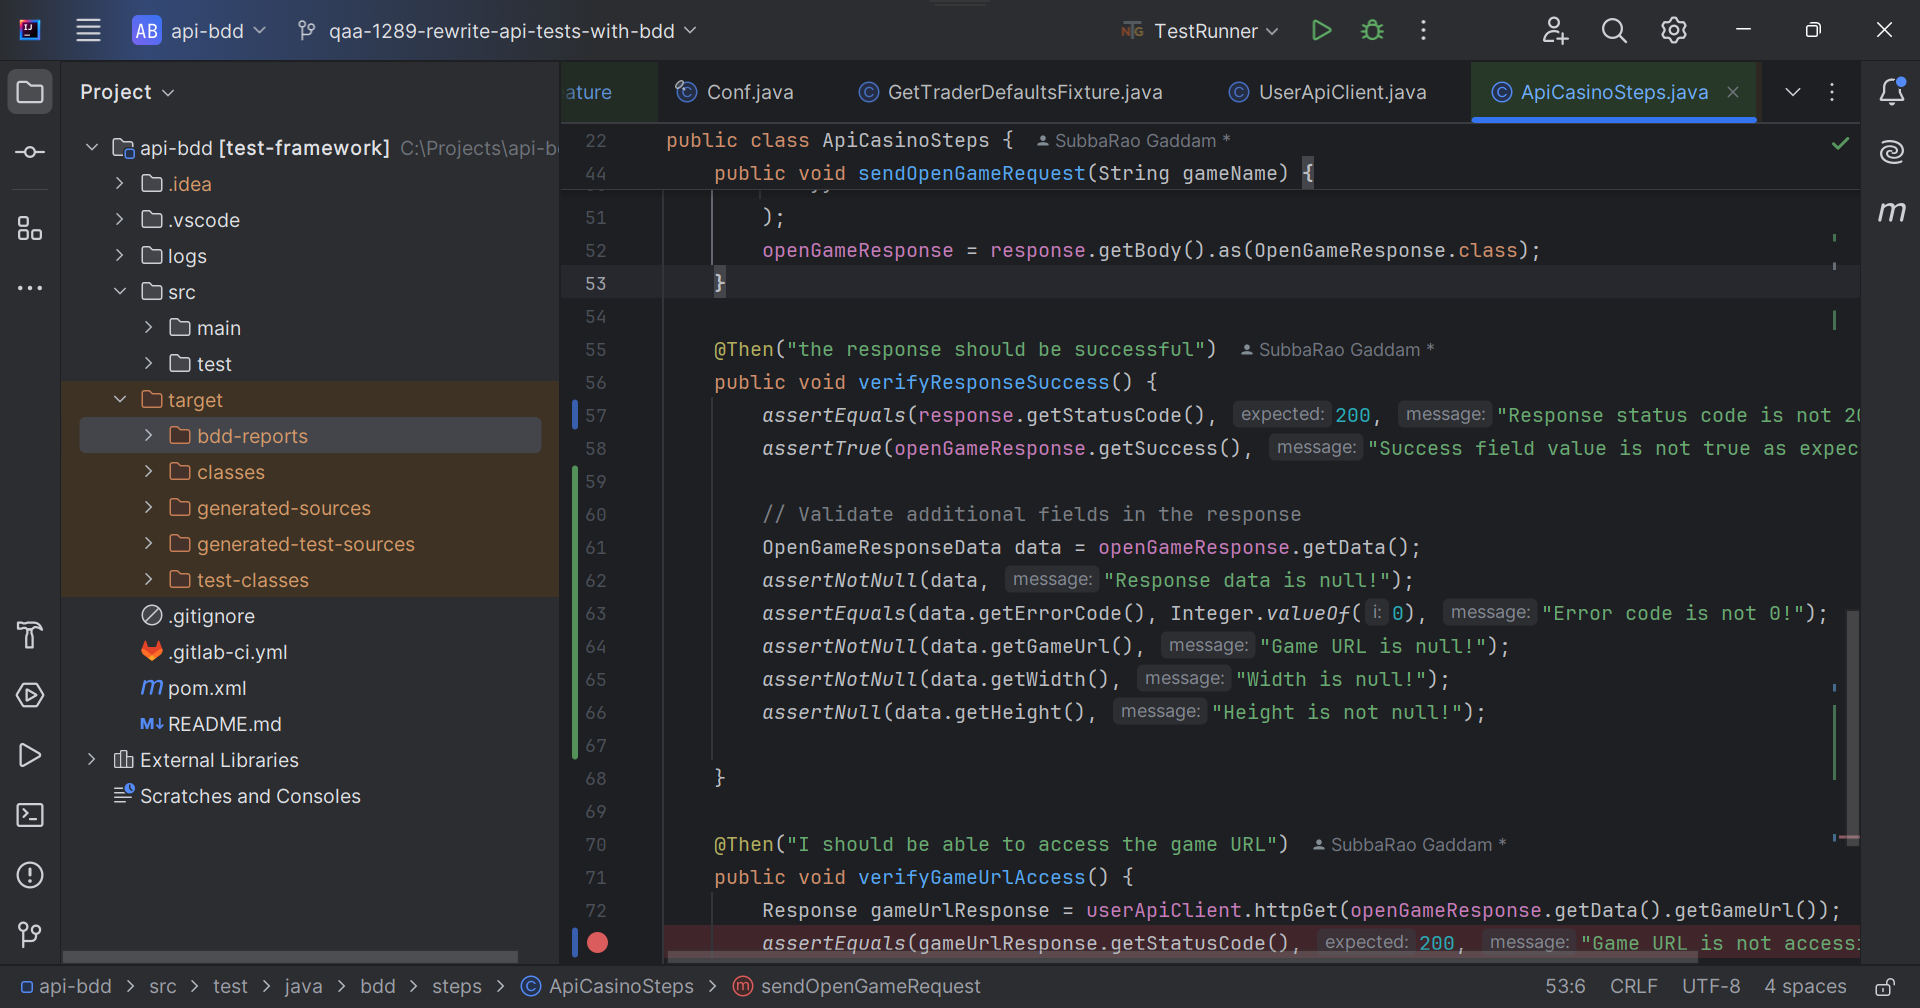 AB api-bdd qaa-1289-rewrite-api-tests-with-bdd TestRunner
Project
api-bdd [test-framework] C:\Projects\api-b
.idea
.vscode
logs
src
main
test
target
bdd-reports
classes
generated-sources
generated-test-sources
test-classes
.gitignore
.gitlab-ci.yml
pom.xml
README.md
External Libraries
Scratches and Consoles
ature Conf.java GetTraderDefaultsFixture.java UserApiClient.java ApiCasinoSteps.java
22 public class ApiCasinoSteps { SubbaRao Gaddam *
44 public void sendOpenGameRequest(String gameName) {
51 );
52 openGameResponse = response.getBody().as(OpenGameResponse.class);
53 }
54
55 @Then("the response should be successful") SubbaRao Gaddam *
56 public void verifyResponseSuccess() {
57 assertEquals(response.getStatusCode(), expected: 200, message: "Response status code is not 20
58 assertTrue(openGameResponse.getSuccess(), message: "Success field value is not true as expec
59
60 // Validate additional fields in the response
61 OpenGameResponseData data = openGameResponse.getData();
62 assertNotNull(data, message: "Response data is null!");
63 assertEquals(data.getErrorCode(), Integer.valueOf( i: 0), message: "Error code is not 0!");
64 assertNotNull(data.getGameUrl(), message: "Game URL is null!");
65 assertNotNull(data.getWidth(), message: "Width is null!");
66 assertNull(data.getHeight(), message: "Height is not null!");
67
68 }
69
70 @Then("I should be able to access the game URL") SubbaRao Gaddam *
71 public void verifyGameUrlAccess() {
72 Response gameUrlResponse = userApiClient.httpGet(openGameResponse.getData().getGameUrl());
assertEquals(gameUrlResponse.getStatusCode(), expected: 200, message: "Game URL is not access
api-bdd > src > test > java > bdd > steps > ApiCasinoSteps > sendOpenGameRequest 53:6 CRLF UTF-8 4 spaces